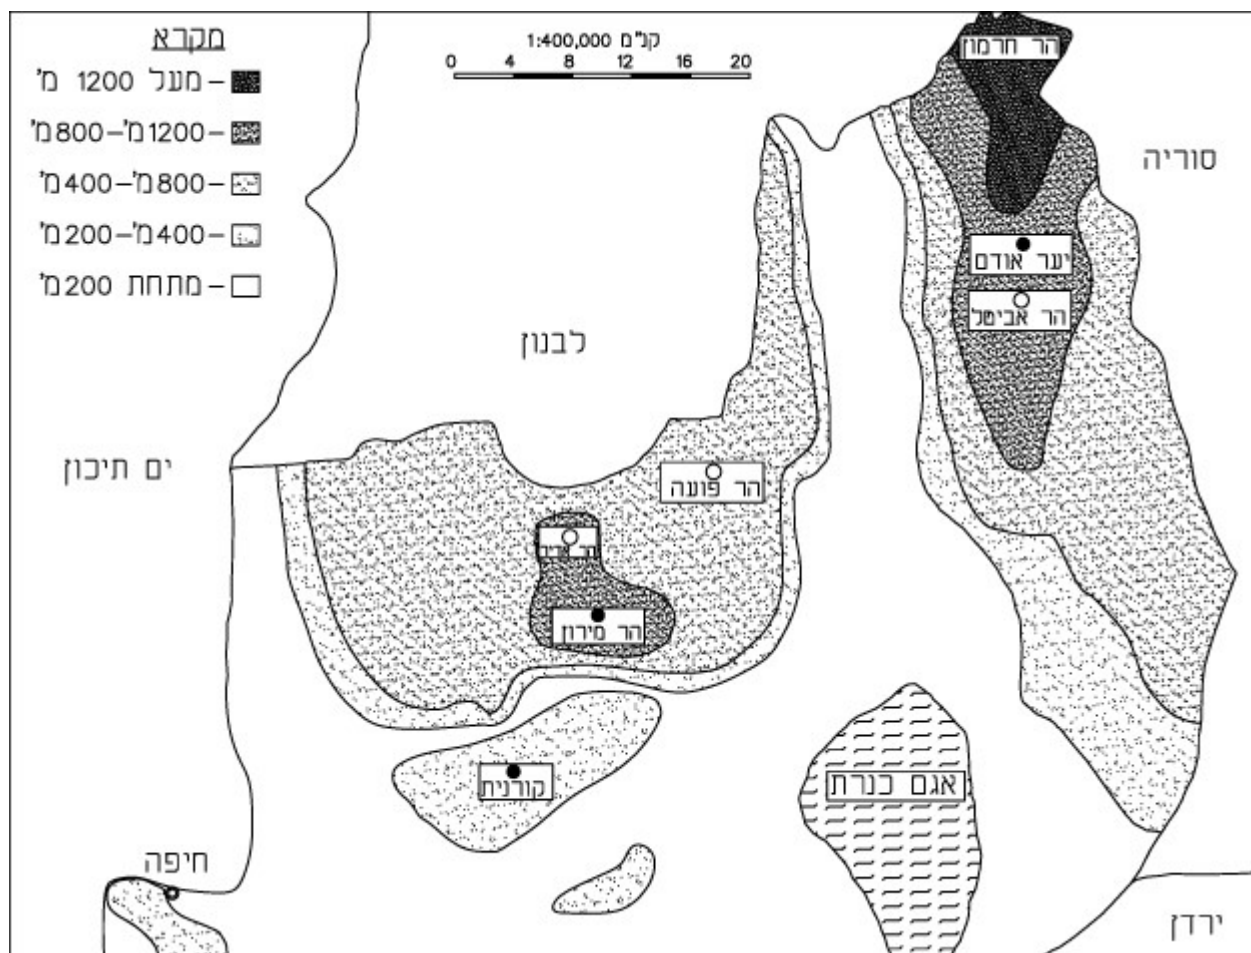 מקרא
מעל 1200 מ'
1200מ'-800מ'
800מ'-400מ'
400מ'-200מ'
מתחת 200מ'
קנ"מ 1:400,000
0 4 8 12 16 20
הר חרמון
סוריה
יער אודם
הר אביטל
לבנון
ים תיכון
הר פועה
הר אדיר
הר מירון
קורנית
אגם כנרת
חיפה
ירדן